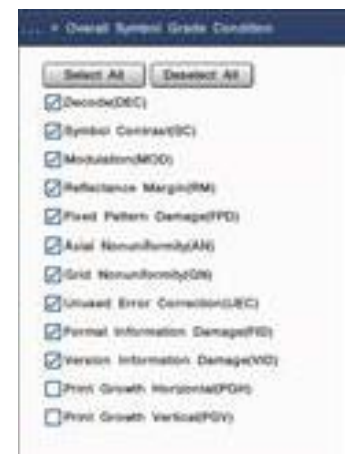 ... > Overall Symbol Grade Condition
Select All Deselect All
Decode(DEC)
Symbol Contrast(SC)
Modulation(MOD)
Reflectance Margin(RM)
Fixed Pattern Damage(FPD)
Axial Nonuniformity(AN)
Grid Nonuniformity(GN)
Unused Error Correction(UEC)
Format Information Damage(FID)
Version Information Damage(VID)
Print Growth Horizontal(PGH)
Print Growth Vertical(PGV)